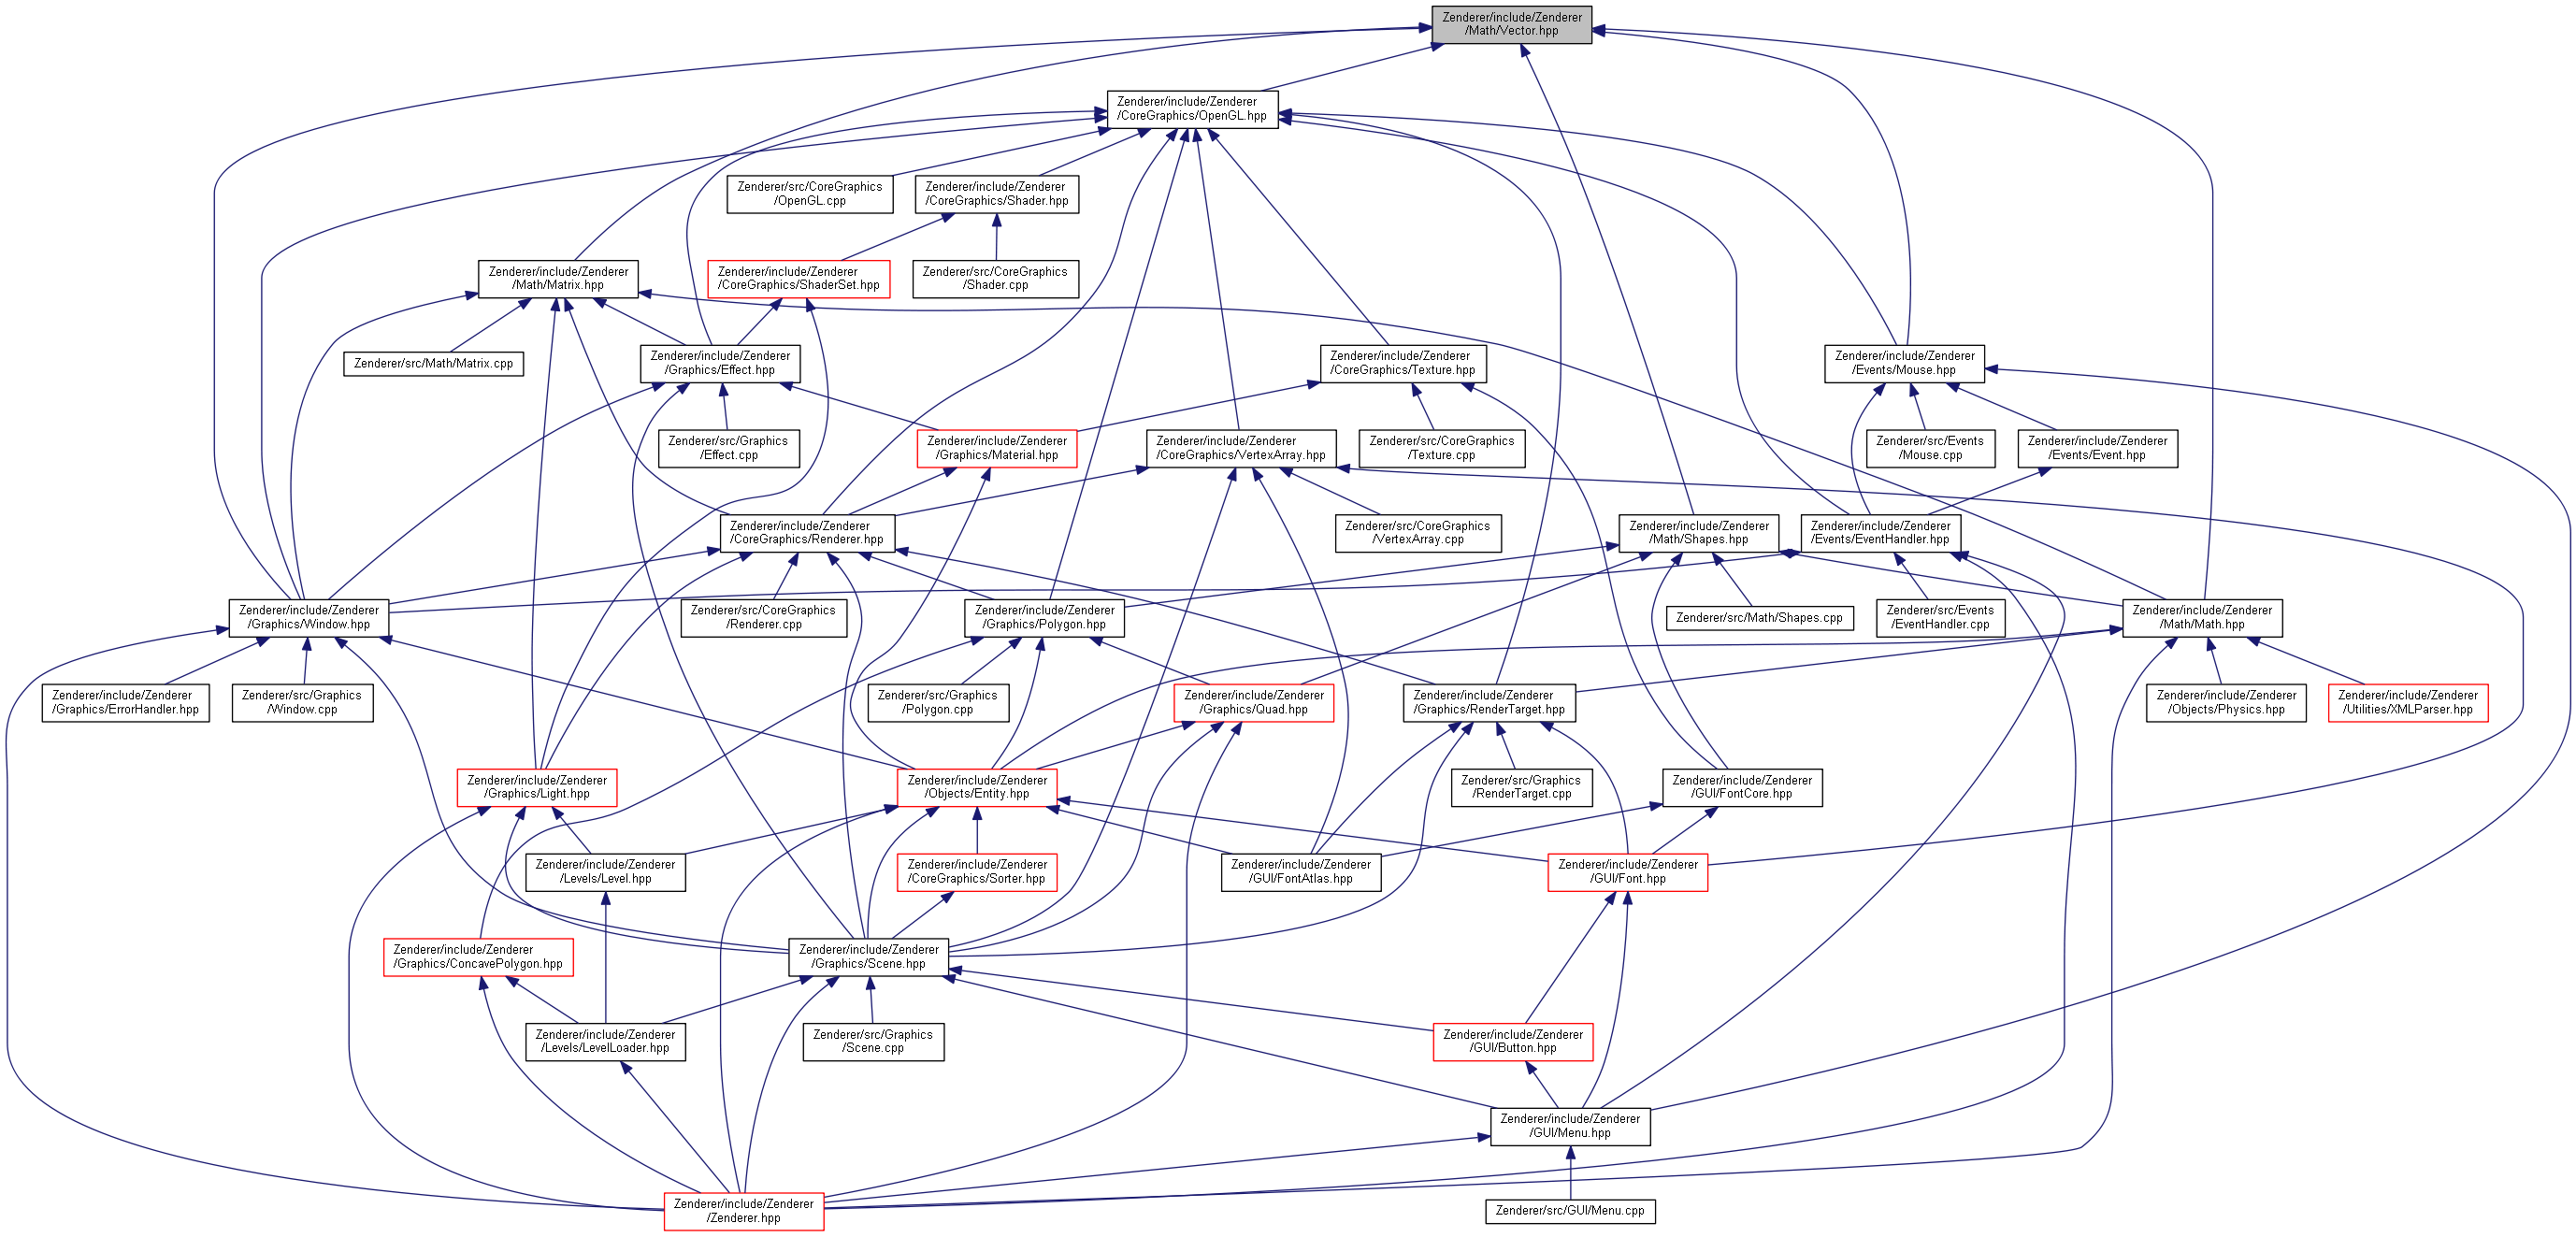 Zenderer/include/Zenderer
/Math/Vector.hpp
Zenderer/include/Zenderer
/CoreGraphics/OpenGL.hpp
Zenderer/src/CoreGraphics
/OpenGL.cpp
Zenderer/include/Zenderer
/CoreGraphics/Shader.hpp
Zenderer/include/Zenderer
/Math/Matrix.hpp
Zenderer/include/Zenderer
/CoreGraphics/ShaderSet.hpp
Zenderer/src/CoreGraphics
/Shader.cpp
Zenderer/src/Math/Matrix.cpp
Zenderer/include/Zenderer
/Graphics/Effect.hpp
Zenderer/include/Zenderer
/CoreGraphics/Texture.hpp
Zenderer/include/Zenderer
/Events/Mouse.hpp
Zenderer/src/Graphics
/Effect.cpp
Zenderer/include/Zenderer
/Graphics/Material.hpp
Zenderer/include/Zenderer
/CoreGraphics/VertexArray.hpp
Zenderer/src/CoreGraphics
/Texture.cpp
Zenderer/src/Events
/Mouse.cpp
Zenderer/include/Zenderer
/Events/Event.hpp
Zenderer/include/Zenderer
/CoreGraphics/Renderer.hpp
Zenderer/src/CoreGraphics
/VertexArray.cpp
Zenderer/include/Zenderer
/Math/Shapes.hpp
Zenderer/include/Zenderer
/Events/EventHandler.hpp
Zenderer/include/Zenderer
/Graphics/Window.hpp
Zenderer/src/CoreGraphics
/Renderer.cpp
Zenderer/include/Zenderer
/Graphics/Polygon.hpp
Zenderer/src/Math/Shapes.cpp
Zenderer/src/Events
/EventHandler.cpp
Zenderer/include/Zenderer
/Math/Math.hpp
Zenderer/include/Zenderer
/Graphics/ErrorHandler.hpp
Zenderer/src/Graphics
/Window.cpp
Zenderer/src/Graphics
/Polygon.cpp
Zenderer/include/Zenderer
/Graphics/Quad.hpp
Zenderer/include/Zenderer
/Graphics/RenderTarget.hpp
Zenderer/include/Zenderer
/Objects/Physics.hpp
Zenderer/include/Zenderer
/Utilities/XMLParser.hpp
Zenderer/include/Zenderer
/Graphics/Light.hpp
Zenderer/include/Zenderer
/Objects/Entity.hpp
Zenderer/src/Graphics
/RenderTarget.cpp
Zenderer/include/Zenderer
/GUI/FontCore.hpp
Zenderer/include/Zenderer
/Levels/Level.hpp
Zenderer/include/Zenderer
/CoreGraphics/Sorter.hpp
Zenderer/include/Zenderer
/GUI/FontAtlas.hpp
Zenderer/include/Zenderer
/GUI/Font.hpp
Zenderer/include/Zenderer
/Graphics/ConcavePolygon.hpp
Zenderer/include/Zenderer
/Graphics/Scene.hpp
Zenderer/include/Zenderer
/Levels/LevelLoader.hpp
Zenderer/src/Graphics
/Scene.cpp
Zenderer/include/Zenderer
/GUI/Button.hpp
Zenderer/include/Zenderer
/GUI/Menu.hpp
Zenderer/include/Zenderer
/Zenderer.hpp
Zenderer/src/GUI/Menu.cpp